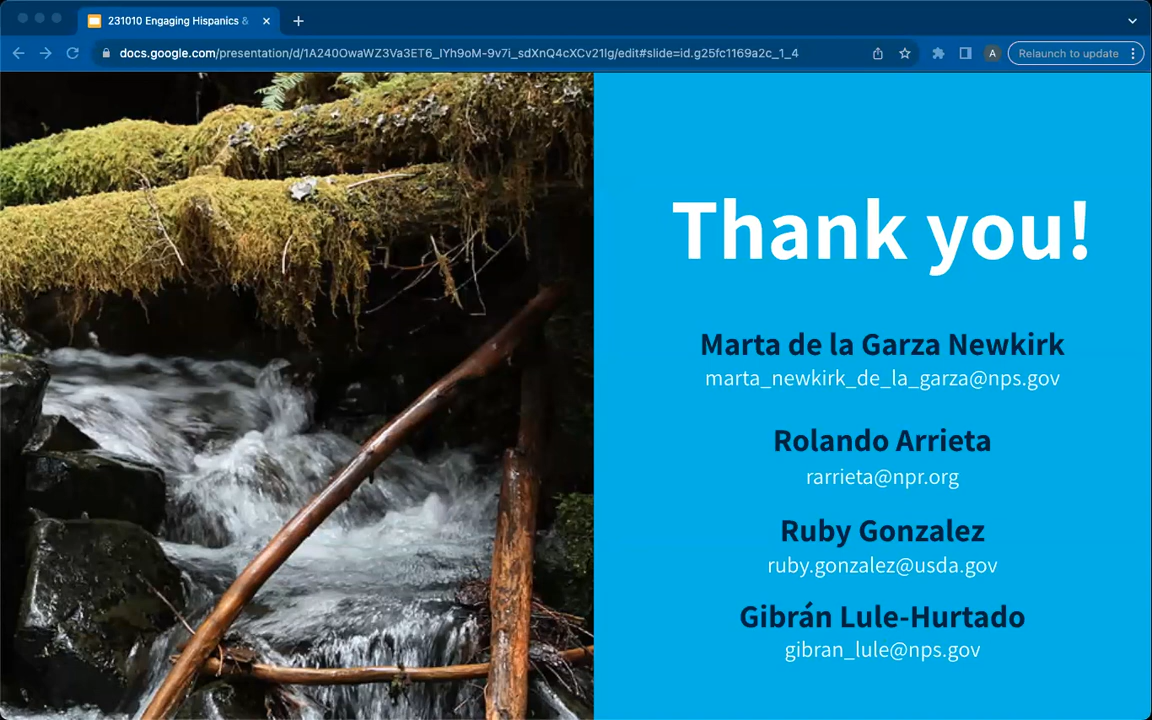 231010 Engaging Hispanics &
docs.google.com/presentation/d/1A240OwaWZ3Va3ET6_IYh9oM-9v7i_sdXnQ4cXCv21lg/edit#slide=id.g25fc1169a2c_1_4
A
Relaunch to update
Thank you!
Marta de la Garza Newkirk
marta_newkirk_de_la_garza@nps.gov
Rolando Arrieta
rarrieta@npr.org
Ruby Gonzalez
ruby.gonzalez@usda.gov
Gibrán Lule-Hurtado
gibran_lule@nps.gov